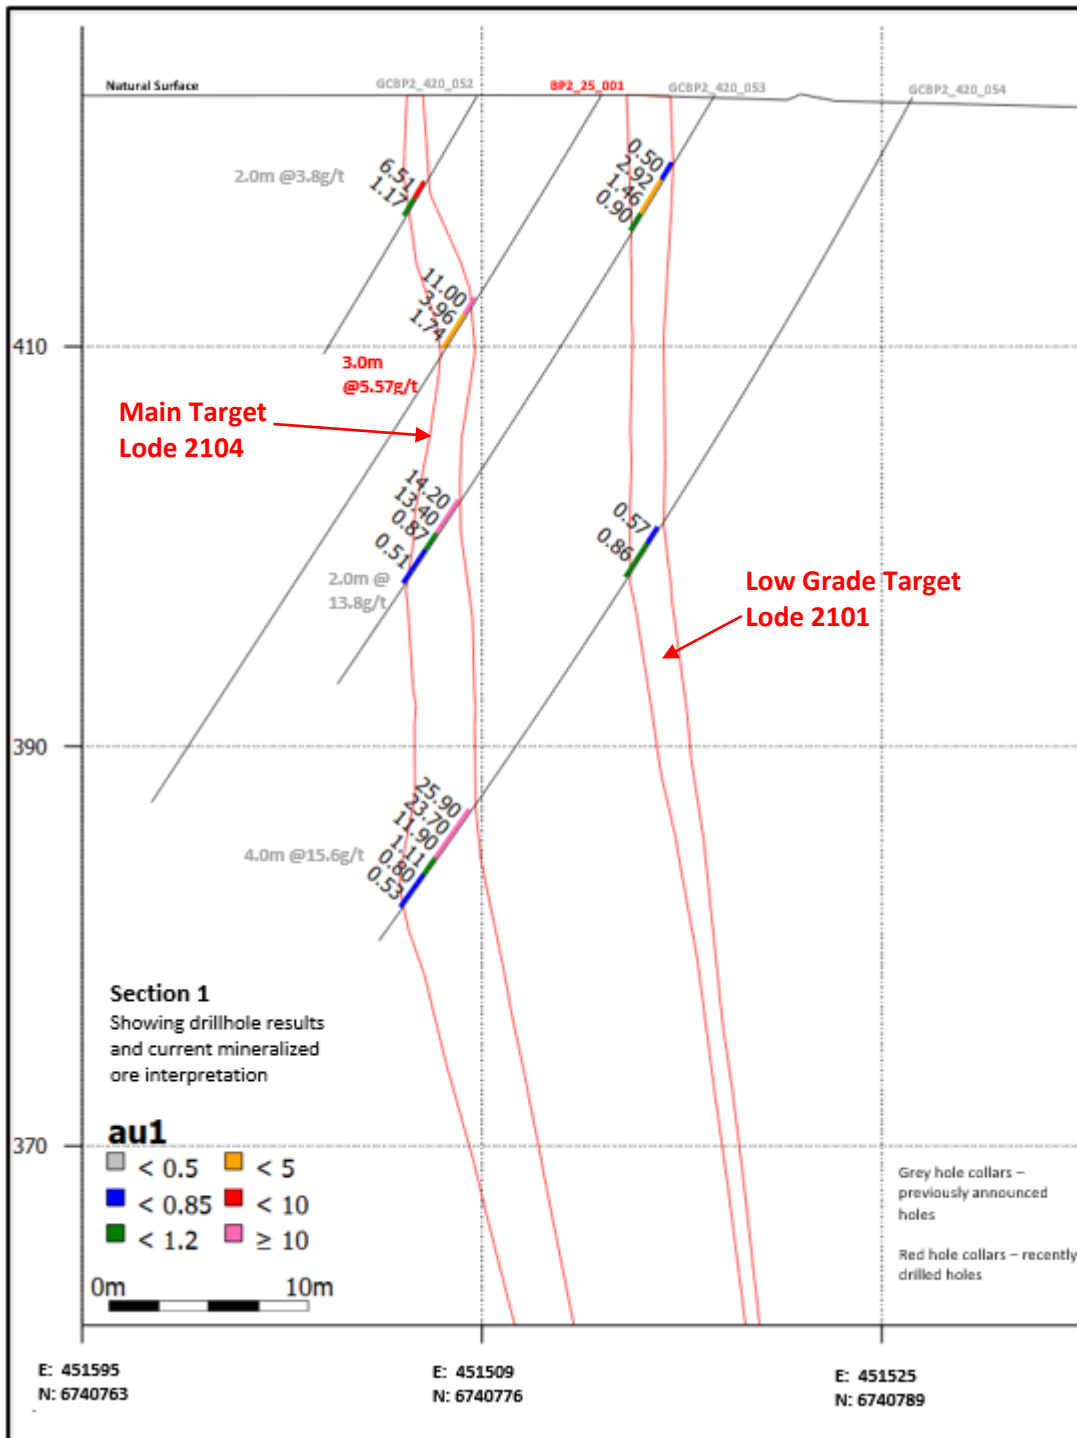 Natural Surface
GCBP2_420_052
BP2_25_001
GCBP2_420_053
GCBP2_420_054
2.0m @3.8g/t
6.51
1.17
0.50
2.92
1.46
0.90
11.00
3.96
1.74
410
3.0m
@5.57g/t
Main Target
Lode 2104
14.20
13.40
0.87
0.51
2.0m @
13.8g/t
0.57
0.86
Low Grade Target
Lode 2101
390
25.90
23.70
11.90
1.11
0.80
0.53
4.0m @15.6g/t
Section 1
Showing drillhole results
and current mineralized
ore interpretation
370
au1
< 0.5
< 5
< 0.85
< 10
< 1.2
≥ 10
0m
10m
Grey hole collars –
previously announced
holes
Red hole collars – recently
drilled holes
E: 451595
N: 6740763
E: 451509
N: 6740776
E: 451525
N: 6740789